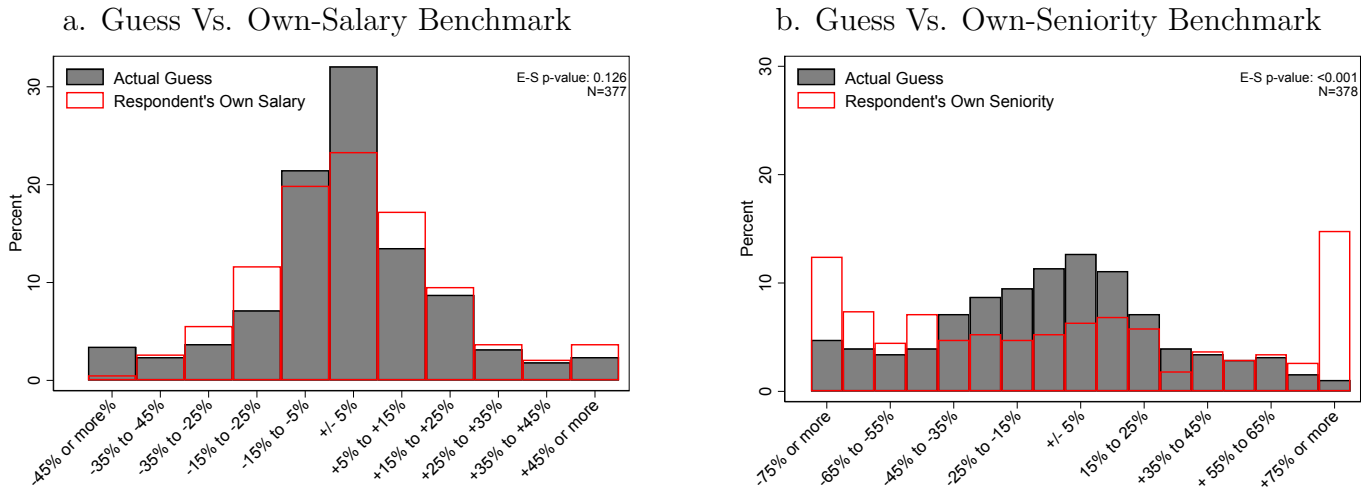 a. Guess Vs. Own-Salary Benchmark
Actual Guess
Respondent's Own Salary
E-S p-value: 0.126
N=377
Percent
30
20
10
0
-45% or more%
-35% to -45%
-35% to -25%
-15% to -25%
-15% to -5%
+/- 5%
+5% to +15%
+15% to +25%
+25% to +35%
+35% to +45%
+45% or more
b. Guess Vs. Own-Seniority Benchmark
Actual Guess
Respondent's Own Seniority
E-S p-value: <0.001
N=378
Percent
30
20
10
0
-75% or more
-65% to -55%
-45% to -35%
-25% to -15%
+/- 5%
15% to 25%
+35% to 45%
+ 55% to 65%
+75% or more